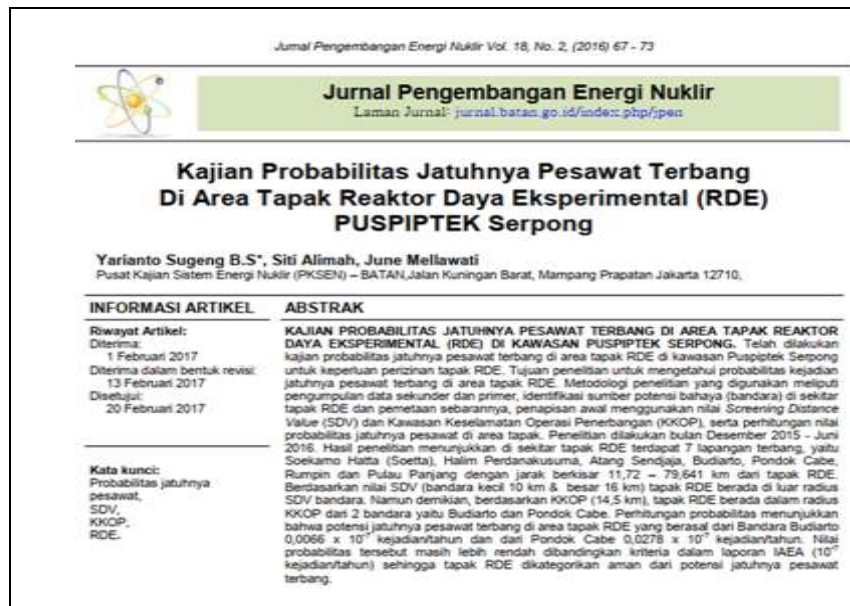 Jurnal Pengembangan Energi Nuklir Vol. 18, No. 2, (2016) 67 - 73
Jurnal Pengembangan Energi Nuklir
Laman Jurnal: jurnal.batan.go.id/index.php/jpen
Kajian Probabilitas Jatuhnya Pesawat Terbang
Di Area Tapak Reaktor Daya Eksperimental (RDE)
PUSPIPTEK Serpong
Yarianto Sugeng B.S*, Siti Alimah, June Mellawati
Pusat Kajian Sistem Energi Nuklir (PKSEN) – BATAN,Jalan Kuningan Barat, Mampang Prapatan Jakarta 12710,
INFORMASI ARTIKEL
Riwayat Artikel:
Diterima:
1 Februari 2017
Diterima dalam bentuk revisi:
13 Februari 2017
Disetujui:
20 Februari 2017
Kata kunci:
Probabilitas jatuhnya
pesawat,
SDV,
KKOP,
RDE.
ABSTRAK
KAJIAN PROBABILITAS JATUHNYA PESAWAT TERBANG DI AREA TAPAK REAKTOR
DAYA EKSPERIMENTAL (RDE) DI KAWASAN PUSPIPTEK SERPONG. Telah dilakukan
kajian probabilitas jatuhnya pesawat terbang di area tapak RDE di kawasan Puspiptek Serpong
untuk keperluan perizinan tapak RDE. Tujuan penelitian untuk mengetahui probabilitas kejadian
jatuhnya pesawat terbang di area tapak RDE. Metodologi penelitian yang digunakan meliputi
pengumpulan data sekunder dan primer, identifikasi sumber potensi bahaya (bandara) di sekitar
tapak RDE dan pemetaan sebarannya, penapisan awal menggunakan nilai Screening Distance
Value (SDV) dan Kawasan Keselamatan Operasi Penerbangan (KKOP), serta perhitungan nilai
probabilitas jatuhnya pesawat di area tapak. Penelitian dilakukan bulan Desember 2015 - Juni
2016. Hasil penelitian menunjukkan di sekitar tapak RDE terdapat 7 lapangan terbang, yaitu
Soekarno Hatta (Soetta), Halim Perdanakusuma, Atang Sendjaja, Budiarto, Pondok Cabe,
Rumpin dan Pulau Panjang dengan jarak berkisar 11,72 – 79,641 km dari tapak RDE.
Berdasarkan nilai SDV (bandara kecil 10 km & besar 16 km) tapak RDE berada di luar radius
SDV bandara. Namun demikian, berdasarkan KKOP (14,5 km), tapak RDE berada dalam radius
KKOP dari 2 bandara yaitu Budiarto dan Pondok Cabe. Perhitungan probabilitas menunjukkan
bahwa potensi jatuhnya pesawat terbang di area tapak RDE yang berasal dari Bandara Budiarto
0,0066 x 10⁻⁷ kejadian/tahun dan dari Pondok Cabe 0,0278 x 10⁻⁷ kejadian/tahun. Nilai
probabilitas tersebut masih lebih rendah dibandingkan kriteria dalam laporan IAEA (10⁻⁷
kejadian/tahun) sehingga tapak RDE dikategorikan aman dari potensi jatuhnya pesawat
terbang.